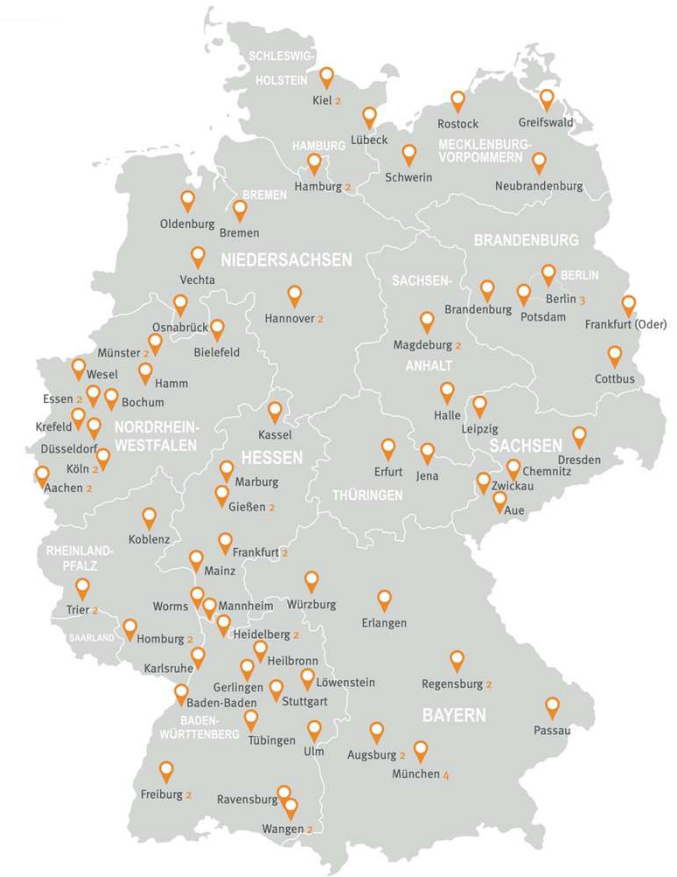 SCHLESWIG-
HOLSTEIN
Kiel 2
Lübeck
Rostock
Greifswald
HAMBURG
MECKLENBURG-
VORPOMMERN
Schwerin
Hamburg 2
Neubrandenburg
BREMEN
Oldenburg
Bremen
BRANDENBURG
NIEDERSACHSEN
Vechta
SACHSEN-
BERLIN
Berlin 3
Brandenburg
Potsdam
Hannover 2
Frankfurt (Oder)
Osnabrück
Magdeburg 2
Münster 2
Bielefeld
ANHALT
Wesel
Hamm
Cottbus
Essen 2
Bochum
Halle
Leipzig
Krefeld
NORDRHEIN-
WESTFALEN
Kassel
Düsseldorf
SACHSEN
Dresden
HESSEN
Köln 2
Erfurt
Jena
Chemnitz
Aachen 2
Marburg
Zwickau
THÜRINGEN
Gießen 2
Aue
Koblenz
RHEINLAND-
PFALZ
Frankfurt 2
Mainz
Trier 2
Worms
Mannheim
Würzburg
Erlangen
SAARLAND
Homburg 2
Heidelberg 2
Karlsruhe
Heilbronn
Gerlingen
Löwenstein
Regensburg 2
Baden-Baden
Stuttgart
BADEN-
WÜRTTEMBERG
BAYERN
Passau
Tübingen
Ulm
Augsburg 2
München 4
Freiburg 2
Ravensburg
Wangen 2